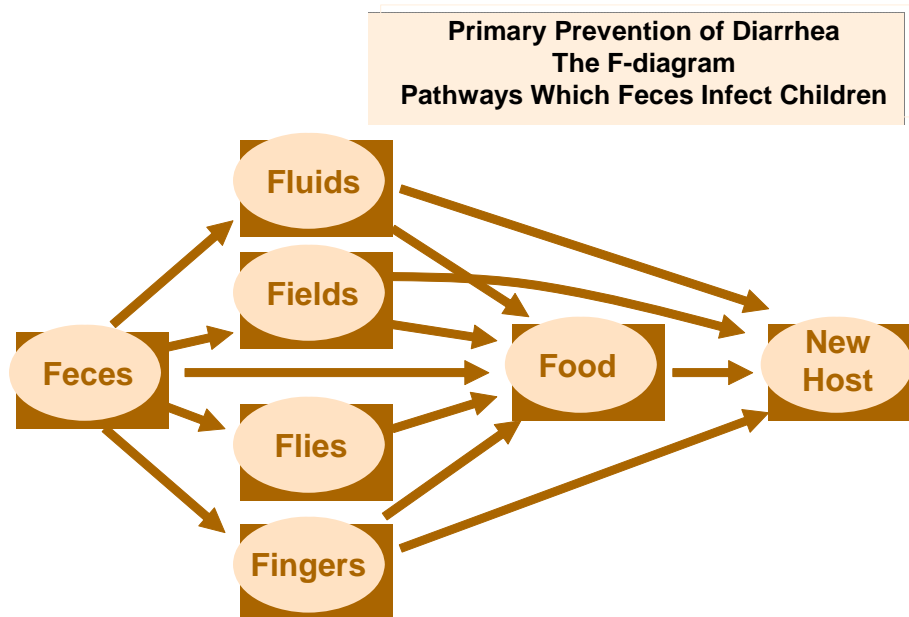 Primary Prevention of Diarrhea
The F-diagram
Pathways Which Feces Infect Children
Fluids
Fields
Feces
Food
New
Host
Flies
Fingers